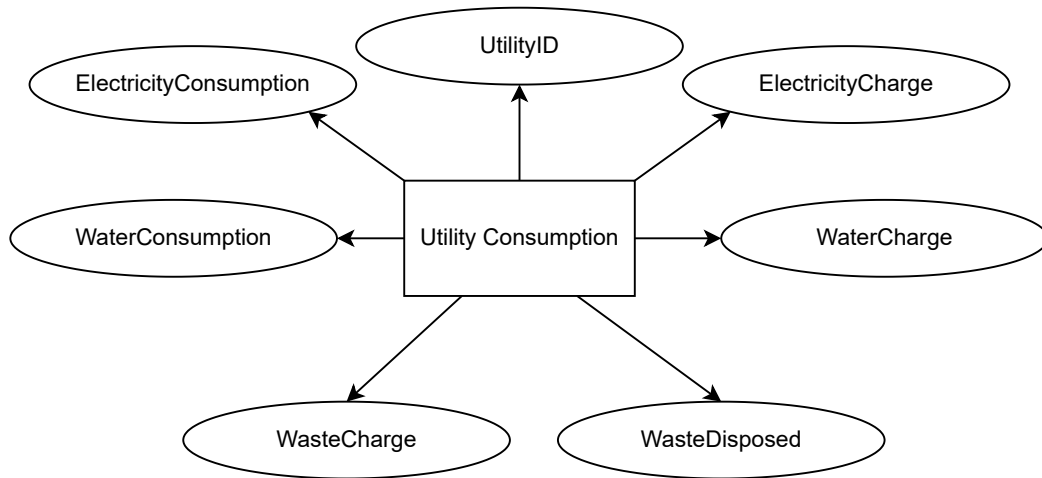 UtilityID
ElectricityConsumption
ElectricityCharge
WaterConsumption
Utility Consumption
WaterCharge
WasteCharge
WasteDisposed